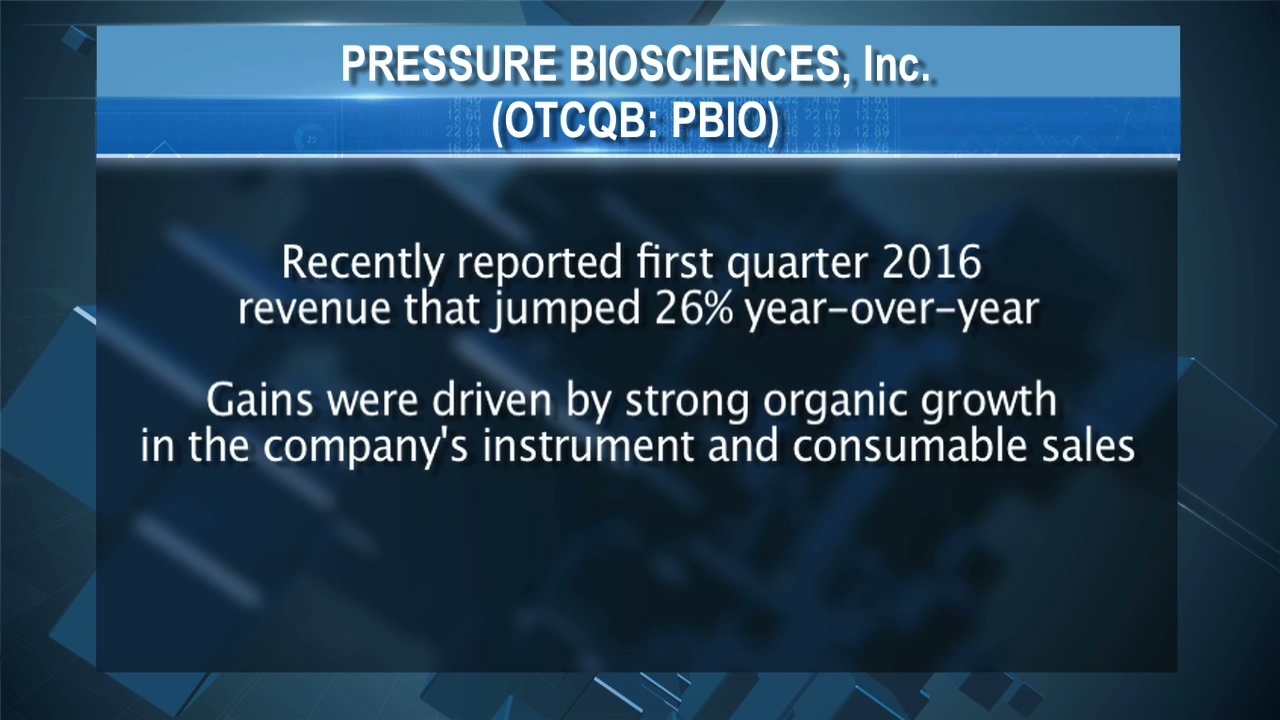 PRESSURE BIOSCIENCES, Inc.
(OTCQB: PBIO)
Recently reported first quarter 2016
revenue that jumped 26% year-over-year
Gains were driven by strong organic growth
in the company's instrument and consumable sales